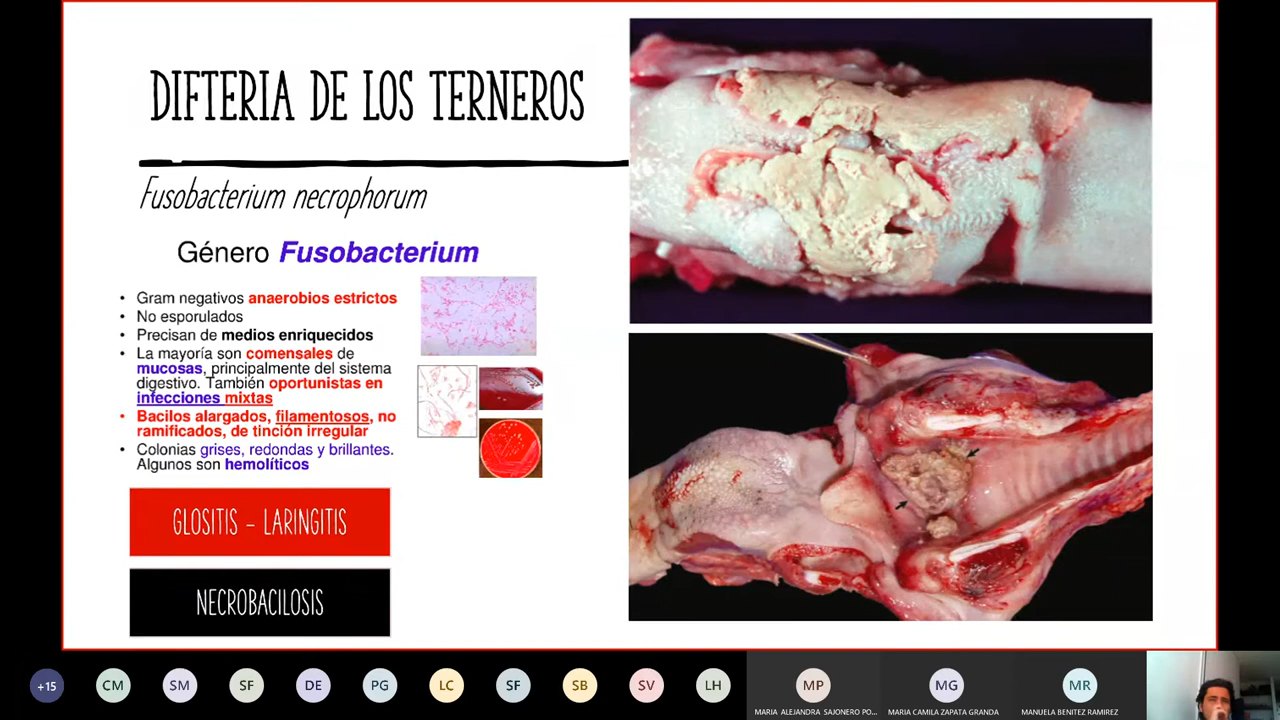 DIFTERIA DE LOS TERNEROS
Fusobacterium necrophorum
Género Fusobacterium
• Gram negativos anaerobios estrictos
• No esporulados
• Precisan de medios enriquecidos
• La mayoría son comensales de
mucosas, principalmente del sistema
digestivo. También oportunistas en
infecciones mixtas
• Bacilos alargados, filamentosos, no
ramificados, de tinción irregular
• Colonias grises, redondas y brillantes.
Algunos son hemolíticos
GLOSITIS - LARINGITIS
NECROBACILOSIS
+15 CM SM SF DE PG LC SF SB SV LH MP MG MR
MARIA ALEJANDRA SAJONERO PO... MARIA CAMILA ZAPATA GRANDA MANUELA BENITEZ RAMIREZ